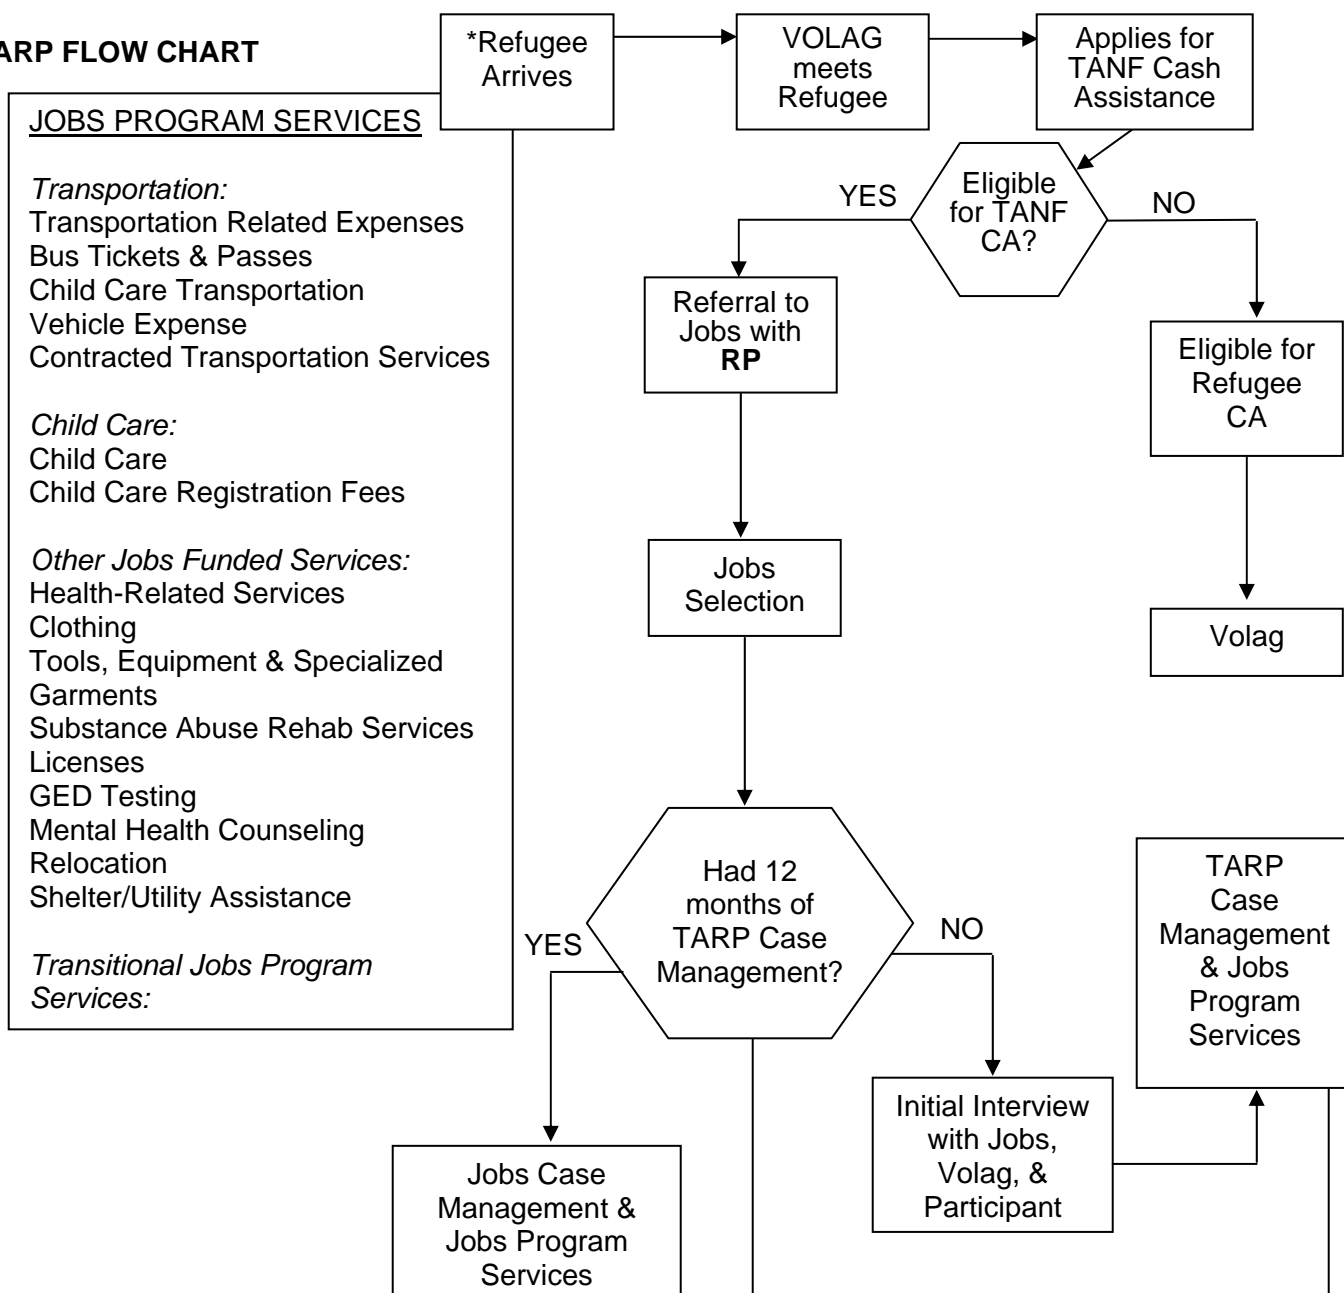 ARP FLOW CHART
*Refugee
Arrives
VOLAG
meets
Refugee
Applies for
TANF Cash
Assistance
JOBS PROGRAM SERVICES
Transportation:
Transportation Related Expenses
Bus Tickets & Passes
Child Care Transportation
Vehicle Expense
Contracted Transportation Services
Child Care:
Child Care
Child Care Registration Fees
Other Jobs Funded Services:
Health-Related Services
Clothing
Tools, Equipment & Specialized
Garments
Substance Abuse Rehab Services
Licenses
GED Testing
Mental Health Counseling
Relocation
Shelter/Utility Assistance
Transitional Jobs Program
Services:
Eligible
for TANF
CA?
YES
NO
Referral to
Jobs with
RP
Eligible for
Refugee
CA
Jobs
Selection
Volag
Had 12
months of
TARP Case
Management?
YES
NO
TARP
Case
Management
& Jobs
Program
Services
Initial Interview
with Jobs,
Volag, &
Participant
Jobs Case
Management &
Jobs Program
Services